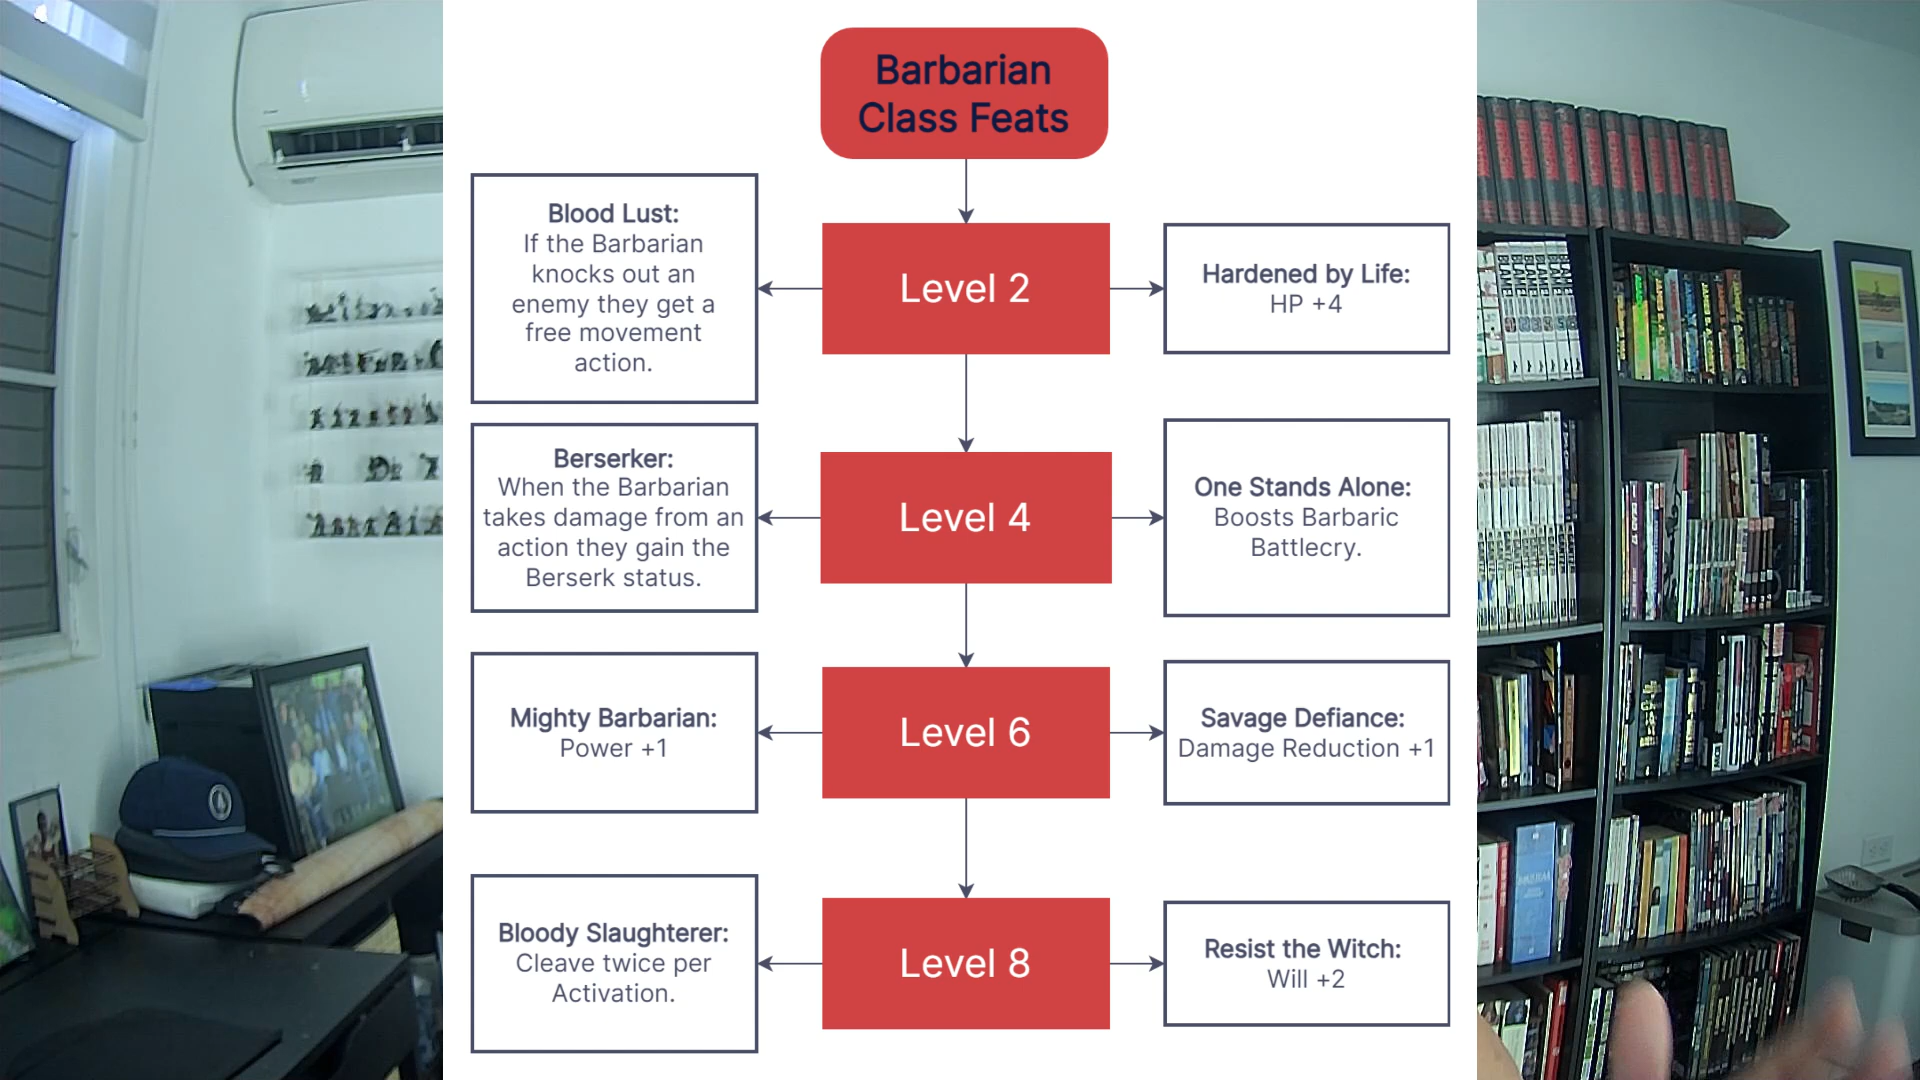 Barbarian
Class Feats
Blood Lust:
If the Barbarian
knocks out an
enemy they get a
free movement
action.
Level 2
Hardened by Life:
HP +4
Berserker:
When the Barbarian
takes damage from an
action they gain the
Berserk status.
Level 4
One Stands Alone:
Boosts Barbaric
Battlecry.
Mighty Barbarian:
Power +1
Level 6
Savage Defiance:
Damage Reduction +1
Bloody Slaughterer:
Cleave twice per
Activation.
Level 8
Resist the Witch:
Will +2